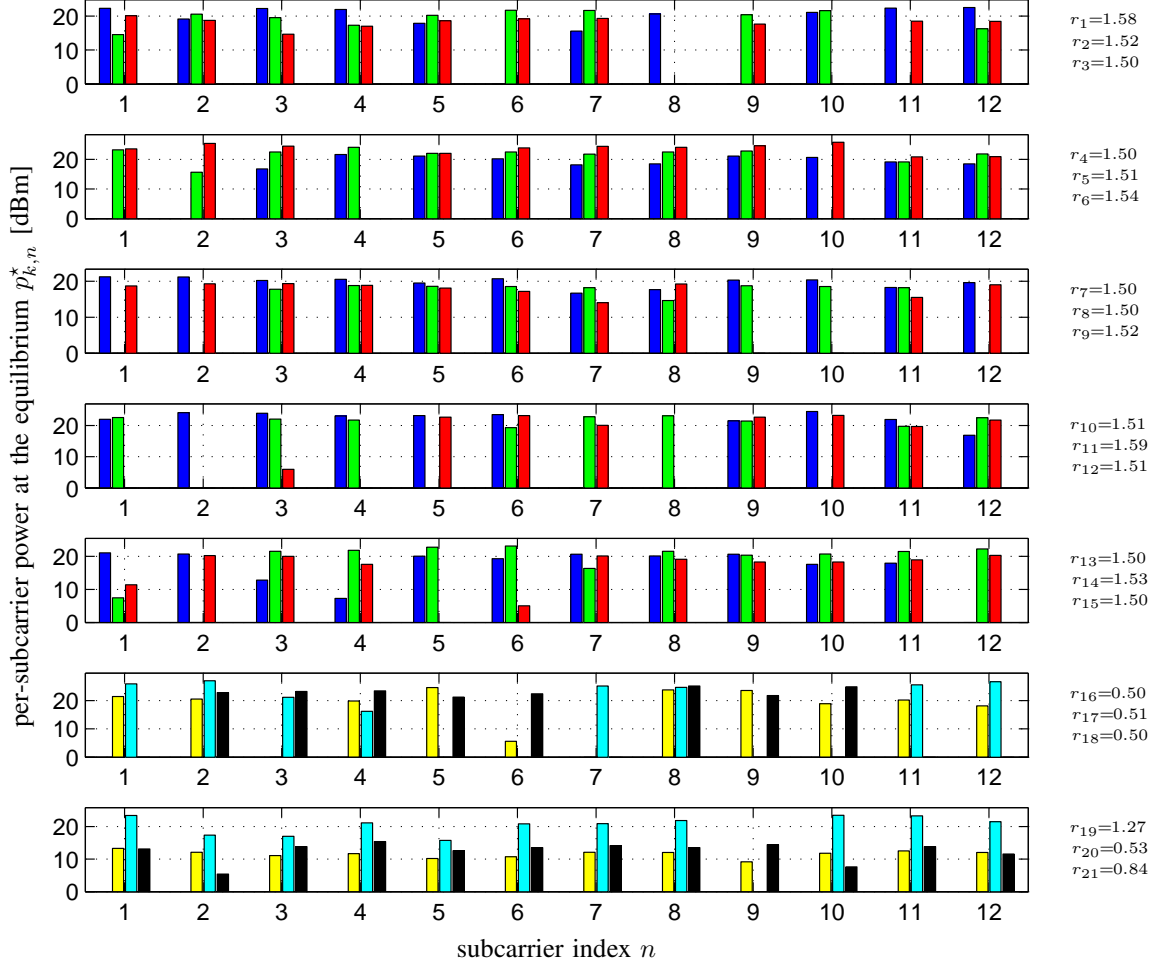 per-subcarrier power at the equilibrium p*k,n [dBm]
20
10
0
1 2 3 4 5 6 7 8 9 10 11 12
r1=1.58
r2=1.52
r3=1.50
20
10
0
1 2 3 4 5 6 7 8 9 10 11 12
r4=1.50
r5=1.51
r6=1.54
20
10
0
1 2 3 4 5 6 7 8 9 10 11 12
r7=1.50
r8=1.50
r9=1.52
20
10
0
1 2 3 4 5 6 7 8 9 10 11 12
r10=1.51
r11=1.59
r12=1.51
20
10
0
1 2 3 4 5 6 7 8 9 10 11 12
r13=1.50
r14=1.53
r15=1.50
20
10
0
1 2 3 4 5 6 7 8 9 10 11 12
r16=0.50
r17=0.51
r18=0.50
20
10
0
1 2 3 4 5 6 7 8 9 10 11 12
r19=1.27
r20=0.53
r21=0.84
subcarrier index n